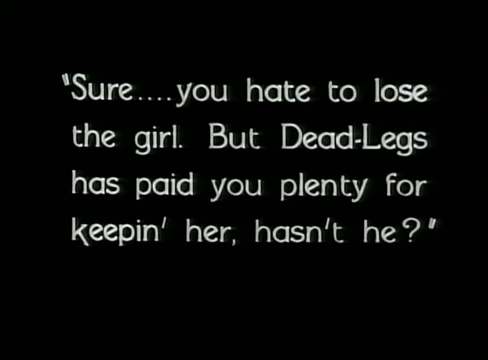 "Sure....you hate to lose
the girl. But Dead-Legs
has paid you plenty for
keepin' her, hasn't he?"